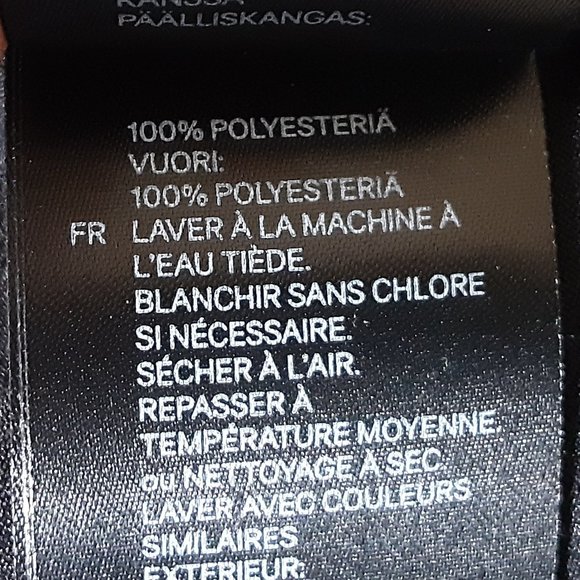 KANSSA
PÄÄLLISKANGAS:
100% POLYESTERIÄ
VUORI:
100% POLYESTERIÄ
FR LAVER À LA MACHINE À
L'EAU TIÈDE.
BLANCHIR SANS CHLORE
SI NÉCESSAIRE.
SÉCHER À L'AIR.
REPASSER À
TEMPÉRATURE MOYENNE
OU NETTOYAGE À SEC.
LAVER AVEC COULEURS
SIMILAIRES
EXTÉRIEUR: